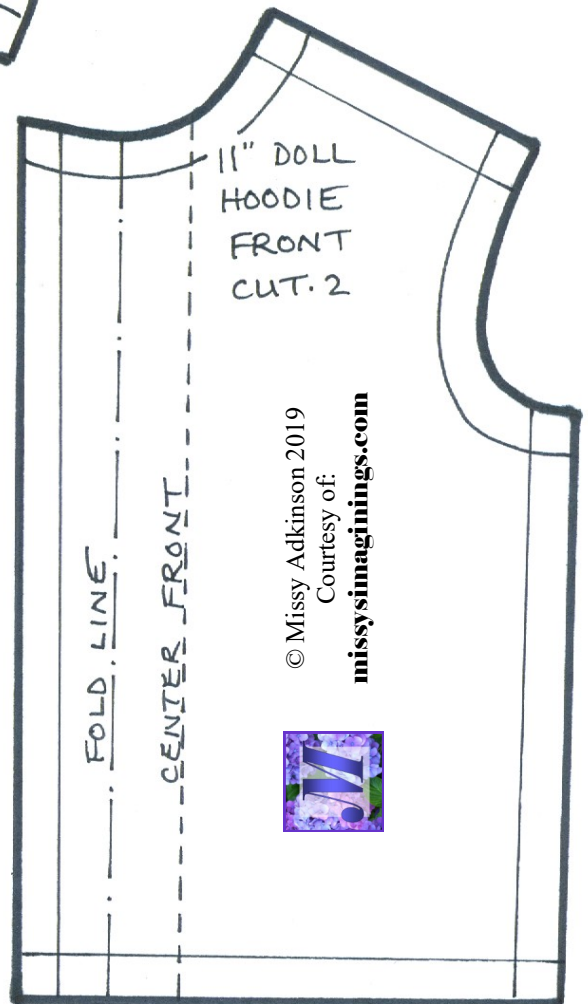 11" DOLL
HOODIE
FRONT
CUT. 2
FOLD LINE
CENTER FRONT
© Missy Adkinson 2019
Courtesy of:
missysimaginings.com
M